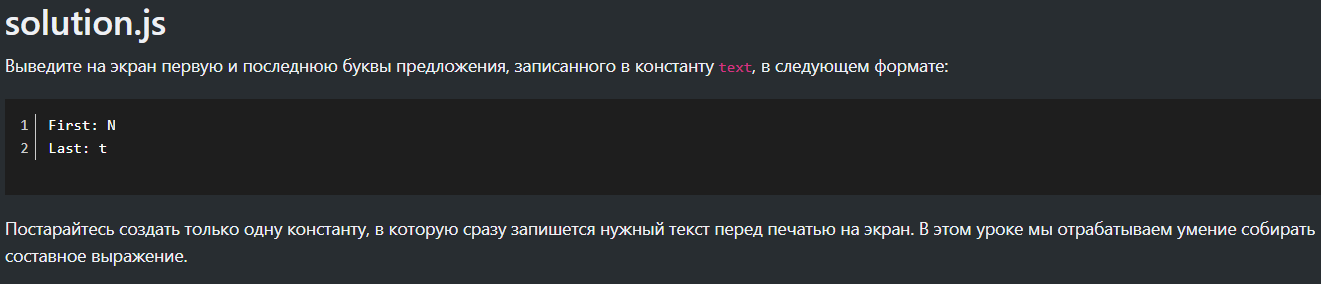 solution.js
Выведите на экран первую и последнюю буквы предложения, записанного в константу text, в следующем формате:
1 First: N
2 Last: t
Постарайтесь создать только одну константу, в которую сразу запишется нужный текст перед печатью на экран. В этом уроке мы отрабатываем умение собирать
составное выражение.